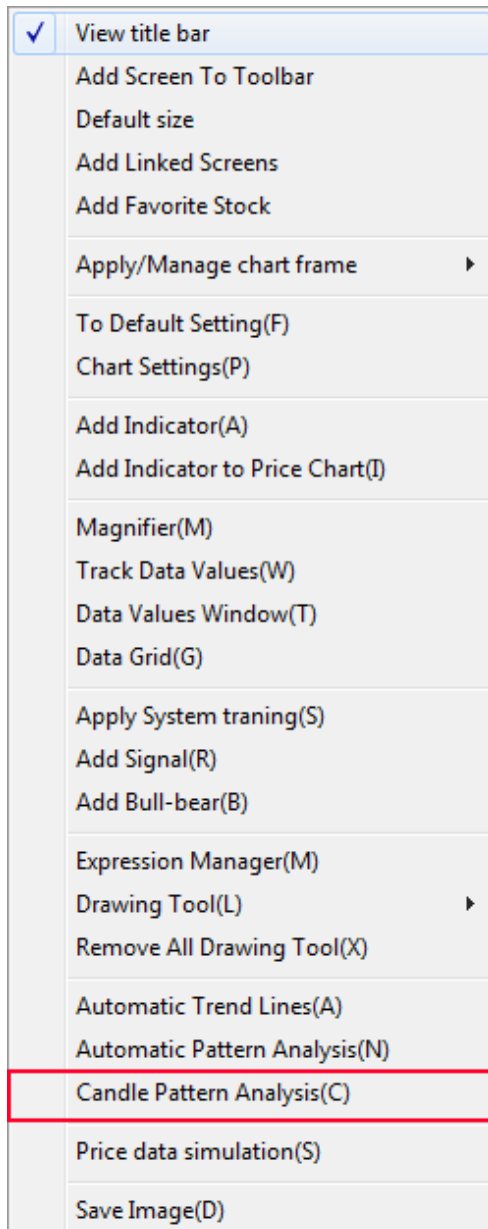 View title bar
Add Screen To Toolbar
Default size
Add Linked Screens
Add Favorite Stock
Apply/Manage chart frame
To Default Setting(F)
Chart Settings(P)
Add Indicator(A)
Add Indicator to Price Chart(I)
Magnifier(M)
Track Data Values(W)
Data Values Window(T)
Data Grid(G)
Apply System traning(S)
Add Signal(R)
Add Bull-bear(B)
Expression Manager(M)
Drawing Tool(L)
Remove All Drawing Tool(X)
Automatic Trend Lines(A)
Automatic Pattern Analysis(N)
Candle Pattern Analysis(C)
Price data simulation(S)
Save Image(D)